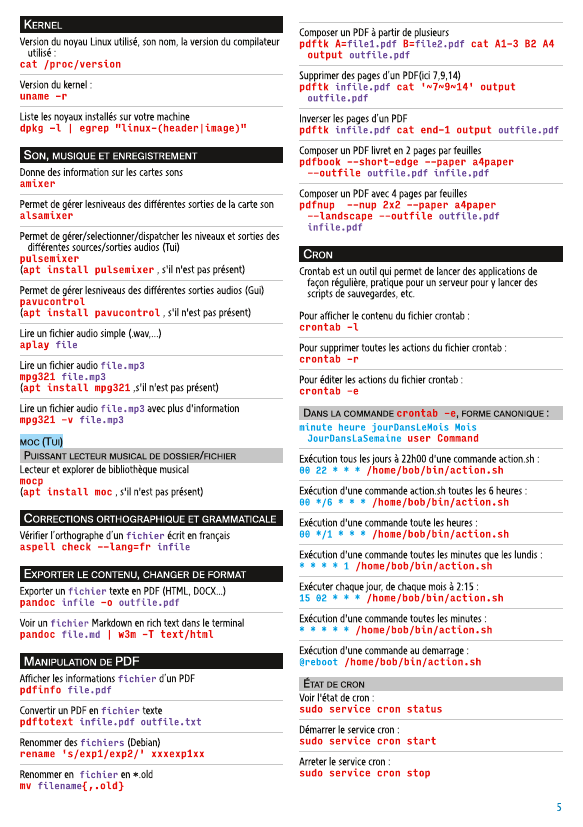 Kernel
Version du noyau Linux utilisé, son nom, la version du compilateur
utilisé :
cat /proc/version
Version du kernel :
uname -r
Liste les noyaux installés sur votre machine
dpkg -l | egrep "linux-(header|image)"
Son, musique et enregistrement
Donne des information sur les cartes sons
amixer
Permet de gérer lesniveaux des différentes sorties de la carte son
alsamixer
Permet de gérer/selectionner/dispatcher les niveaux et sorties des
différentes sources/sorties audios (Tui)
pulsemixer
(apt install pulsemixer , s'il n'est pas présent)
Permet de gérer lesniveaux des différentes sorties audios (Gui)
pavucontrol
(apt install pavucontrol , s'il n'est pas présent)
Lire un fichier audio simple (.wav,...)
aplay file
Lire un fichier audio file.mp3
mpg321 file.mp3
(apt install mpg321 ,s'il n'est pas présent)
Lire un fichier audio file.mp3 avec plus d'information
mpg321 -v file.mp3
moc (Tui)
Puissant lecteur musical de dossier/fichier
Lecteur et explorer de bibliothèque musical
mocp
(apt install moc , s'il n'est pas présent)
Corrections orthographique et grammaticale
Vérifier l'orthographe d'un fichier écrit en français
aspell check --lang=fr infile
Exporter le contenu, changer de format
Exporter un fichier texte en PDF (HTML, DOCX...)
pandoc infile -o outfile.pdf
Voir un fichier Markdown en rich text dans le terminal
pandoc file.md | w3m -T text/html
Manipulation de PDF
Afficher les informations fichier d'un PDF
pdfinfo file.pdf
Convertir un PDF en fichier texte
pdftotext infile.pdf outfile.txt
Renommer des fichiers (Debian)
rename 's/exp1/exp2/' xxxexp1xx
Renommer en fichier en *.old
mv filename{,.old}
Composer un PDF à partir de plusieurs
pdftk A=file1.pdf B=file2.pdf cat A1-3 B2 A4
output outfile.pdf
Supprimer des pages d'un PDF(ici 7,9,14)
pdftk infile.pdf cat '~7~9~14' output
outfile.pdf
Inverser les pages d'un PDF
pdftk infile.pdf cat end-1 output outfile.pdf
Composer un PDF livret en 2 pages par feuilles
pdfbook --short-edge --paper a4paper
--outfile outfile.pdf infile.pdf
Composer un PDF avec 4 pages par feuilles
pdfnup --nup 2x2 --paper a4paper
--landscape --outfile outfile.pdf
infile.pdf
Cron
Crontab est un outil qui permet de lancer des applications de
façon régulière, pratique pour un serveur pour y lancer des
scripts de sauvegardes, etc.
Pour afficher le contenu du fichier crontab :
crontab -l
Pour supprimer toutes les actions du fichier crontab :
crontab -r
Pour éditer les actions du fichier crontab :
crontab -e
Dans la commande crontab -e, forme canonique :
minute heure jourDansLeMois Mois
JourDansLaSemaine user Command
Exécution tous les jours à 22h00 d'une commande action.sh :
00 22 * * * /home/bob/bin/action.sh
Exécution d'une commande action.sh toutes les 6 heures :
00 */6 * * * /home/bob/bin/action.sh
Exécution d'une commande toute les heures :
00 */1 * * * /home/bob/bin/action.sh
Exécution d'une commande toutes les minutes que les lundis :
* * * * 1 /home/bob/bin/action.sh
Exécuter chaque jour, de chaque mois à 2:15 :
15 02 * * * /home/bob/bin/action.sh
Exécution d'une commande toutes les minutes :
* * * * * /home/bob/bin/action.sh
Exécution d'une commande au demarrage :
@reboot /home/bob/bin/action.sh
État de cron
Voir l'état de cron :
sudo service cron status
Démarrer le service cron :
sudo service cron start
Arreter le service cron :
sudo service cron stop
5